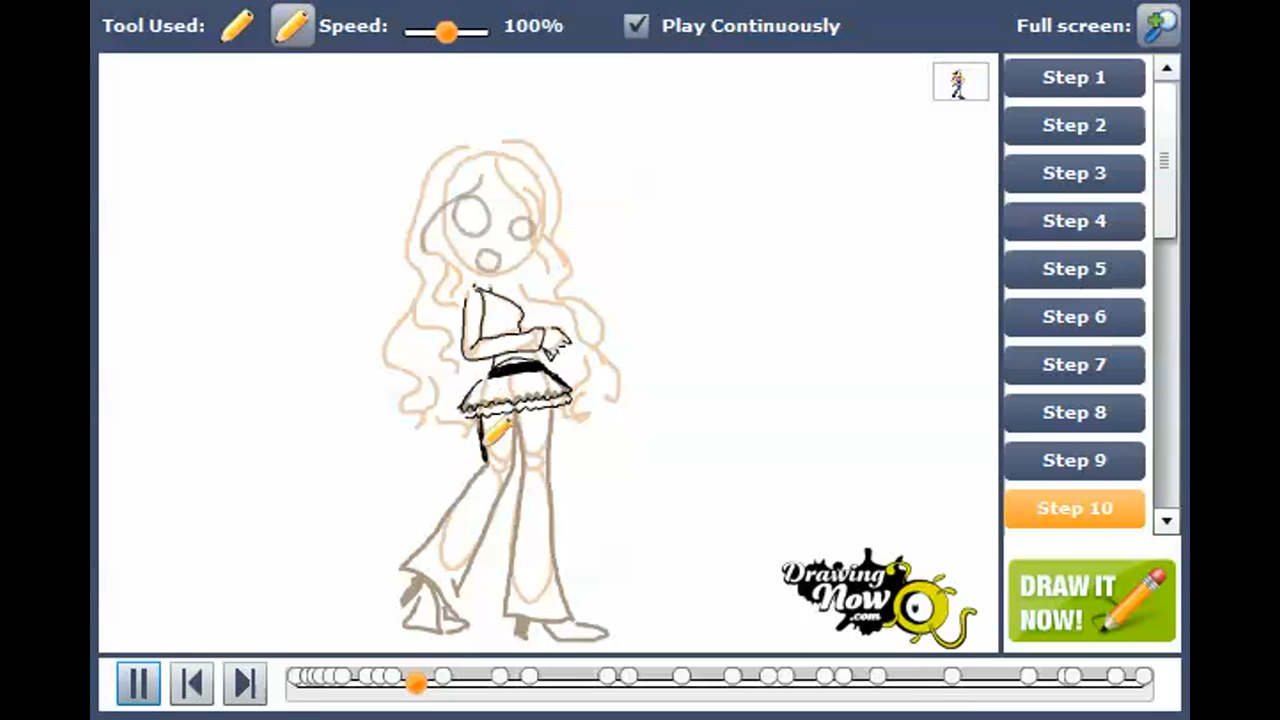 Tool Used: Speed: 100% Play Continuously Full screen:
Step 1
Step 2
Step 3
Step 4
Step 5
Step 6
Step 7
Step 8
Step 9
Step 10
Drawing
Now
.com
DRAW IT
NOW!